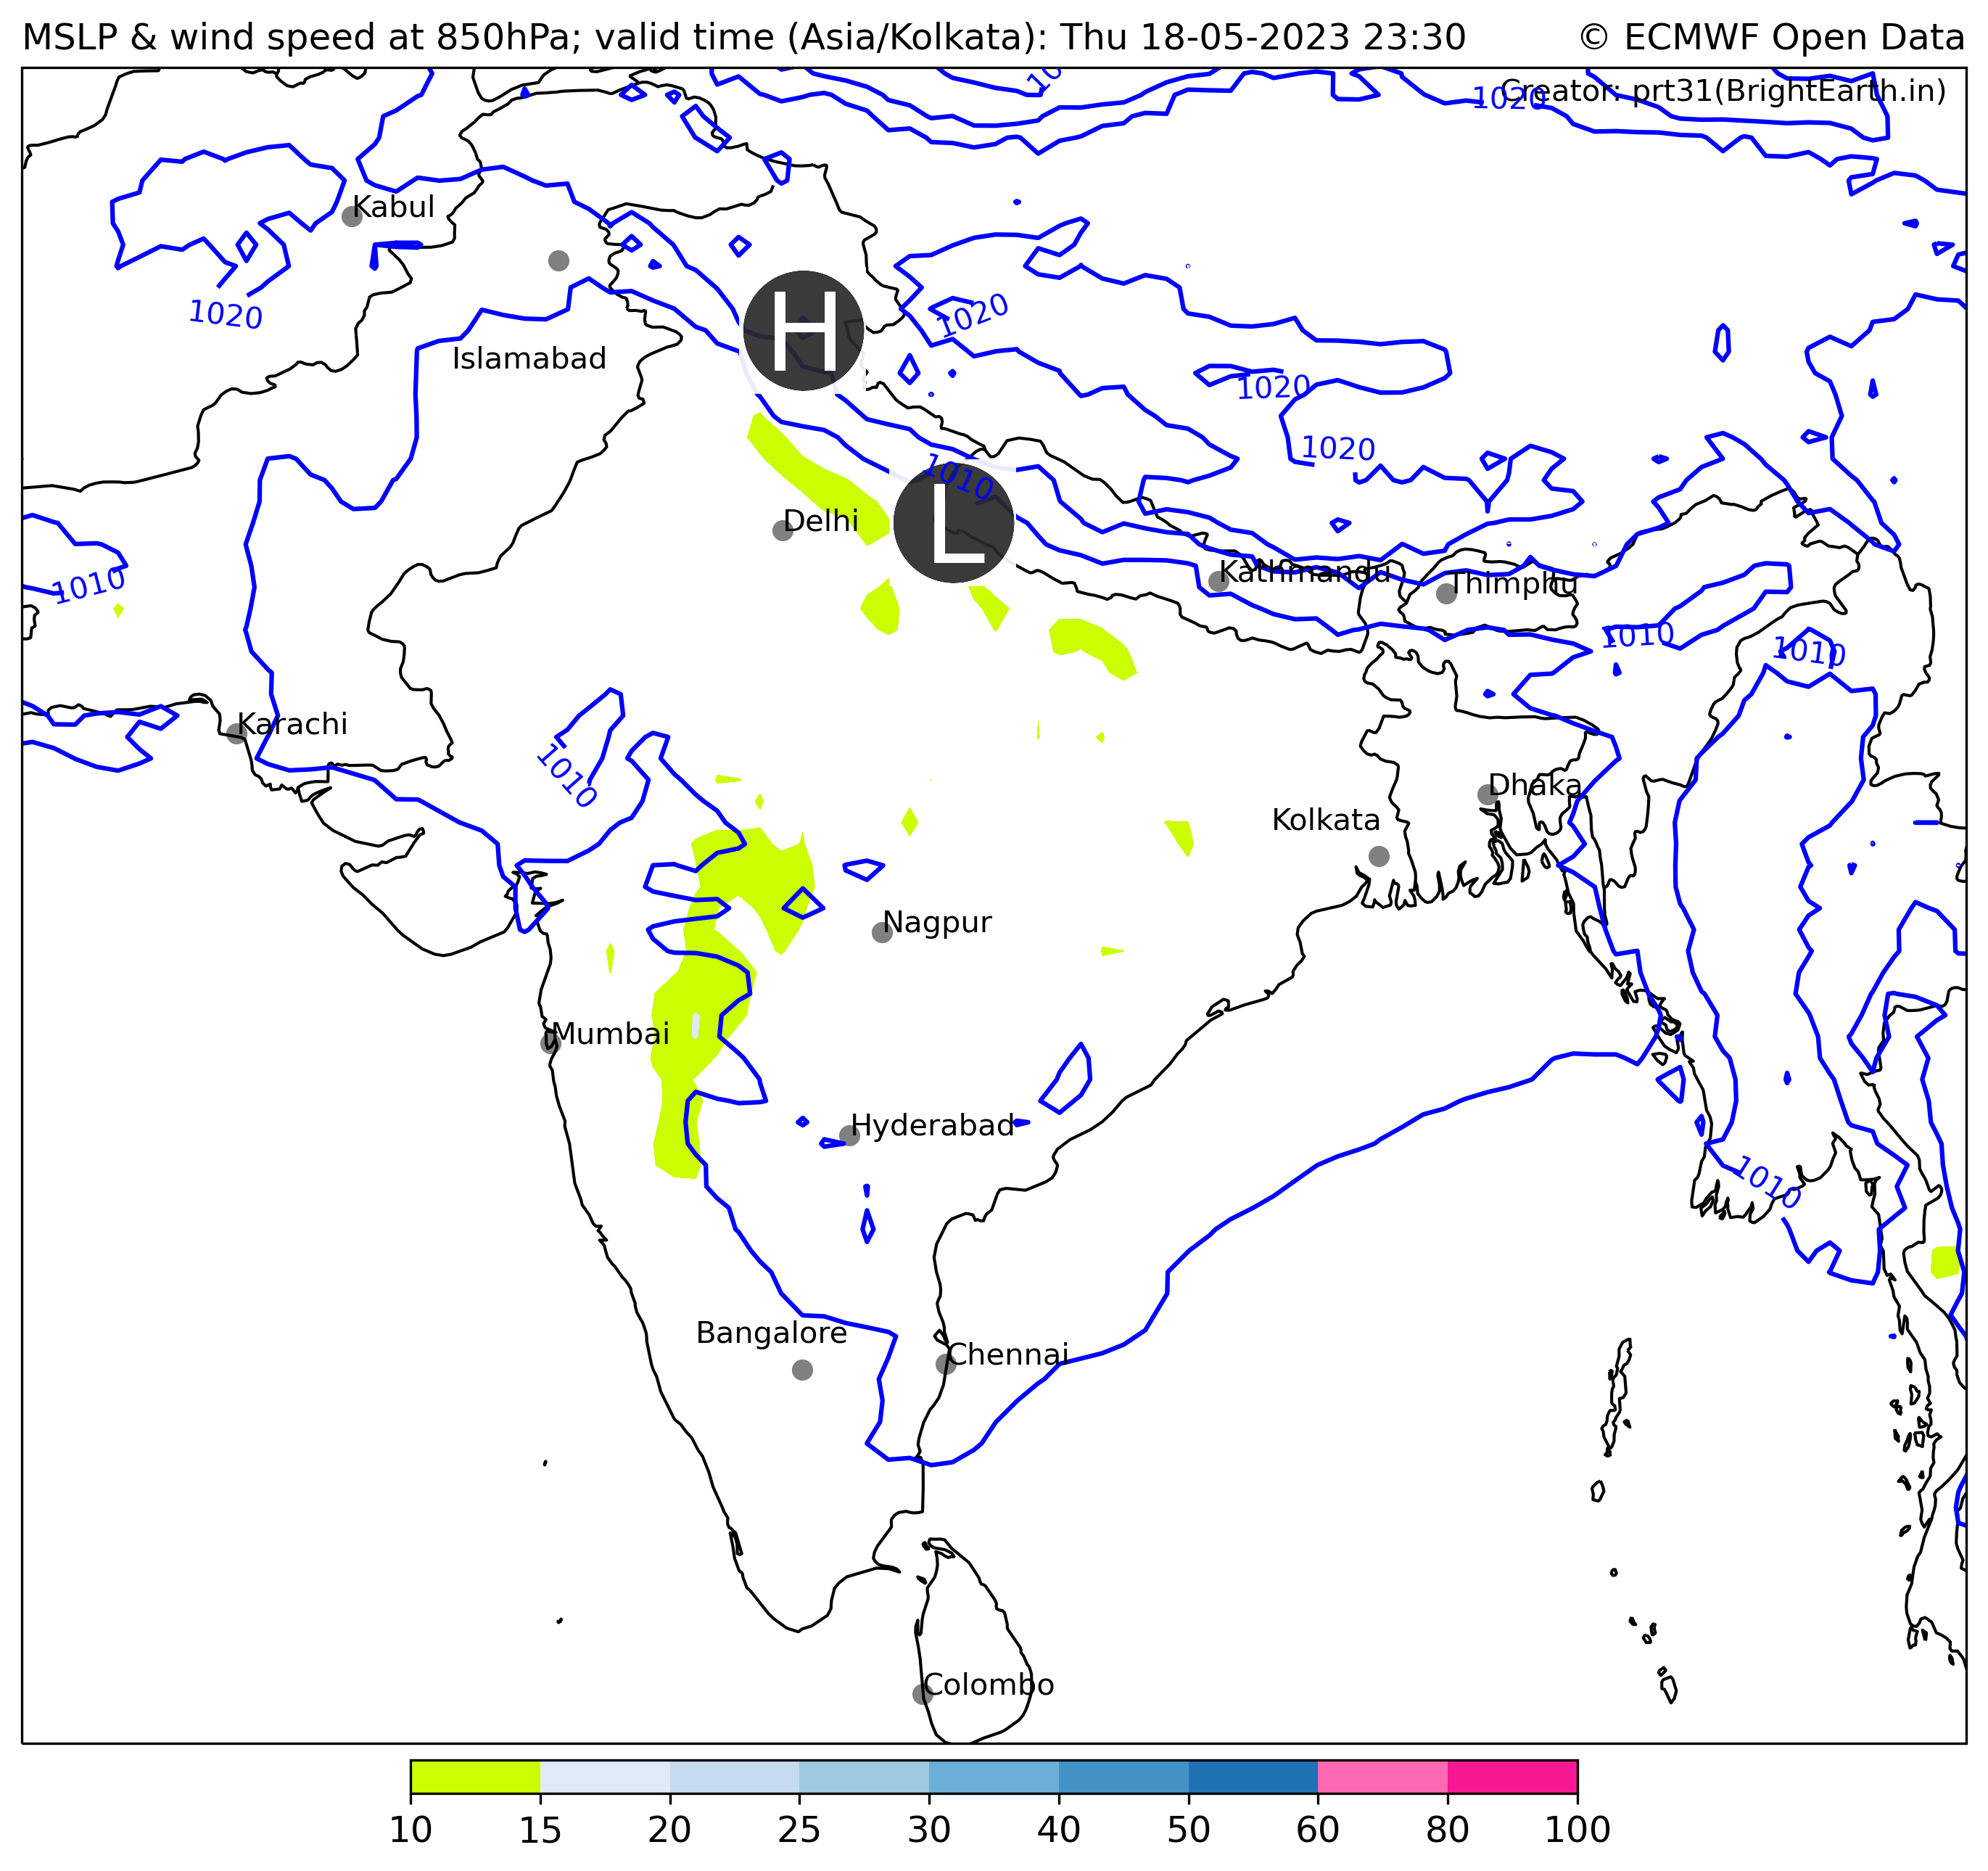 MSLP & wind speed at 850hPa; valid time (Asia/Kolkata): Thu 18-05-2023 23:30
© ECMWF Open Data
10
1020
Creator: prt31(BrightEarth.in)
Kabul
1020
H
1020
Islamabad
1020
1020
1010
Delhi
L
1010
Kathmandu
Thimphu
1010
1010
Karachi
1010
Dhaka
Kolkata
Nagpur
Mumbai
Hyderabad
1010
Bangalore
Chennai
Colombo
10 15 20 25 30 40 50 60 80 100